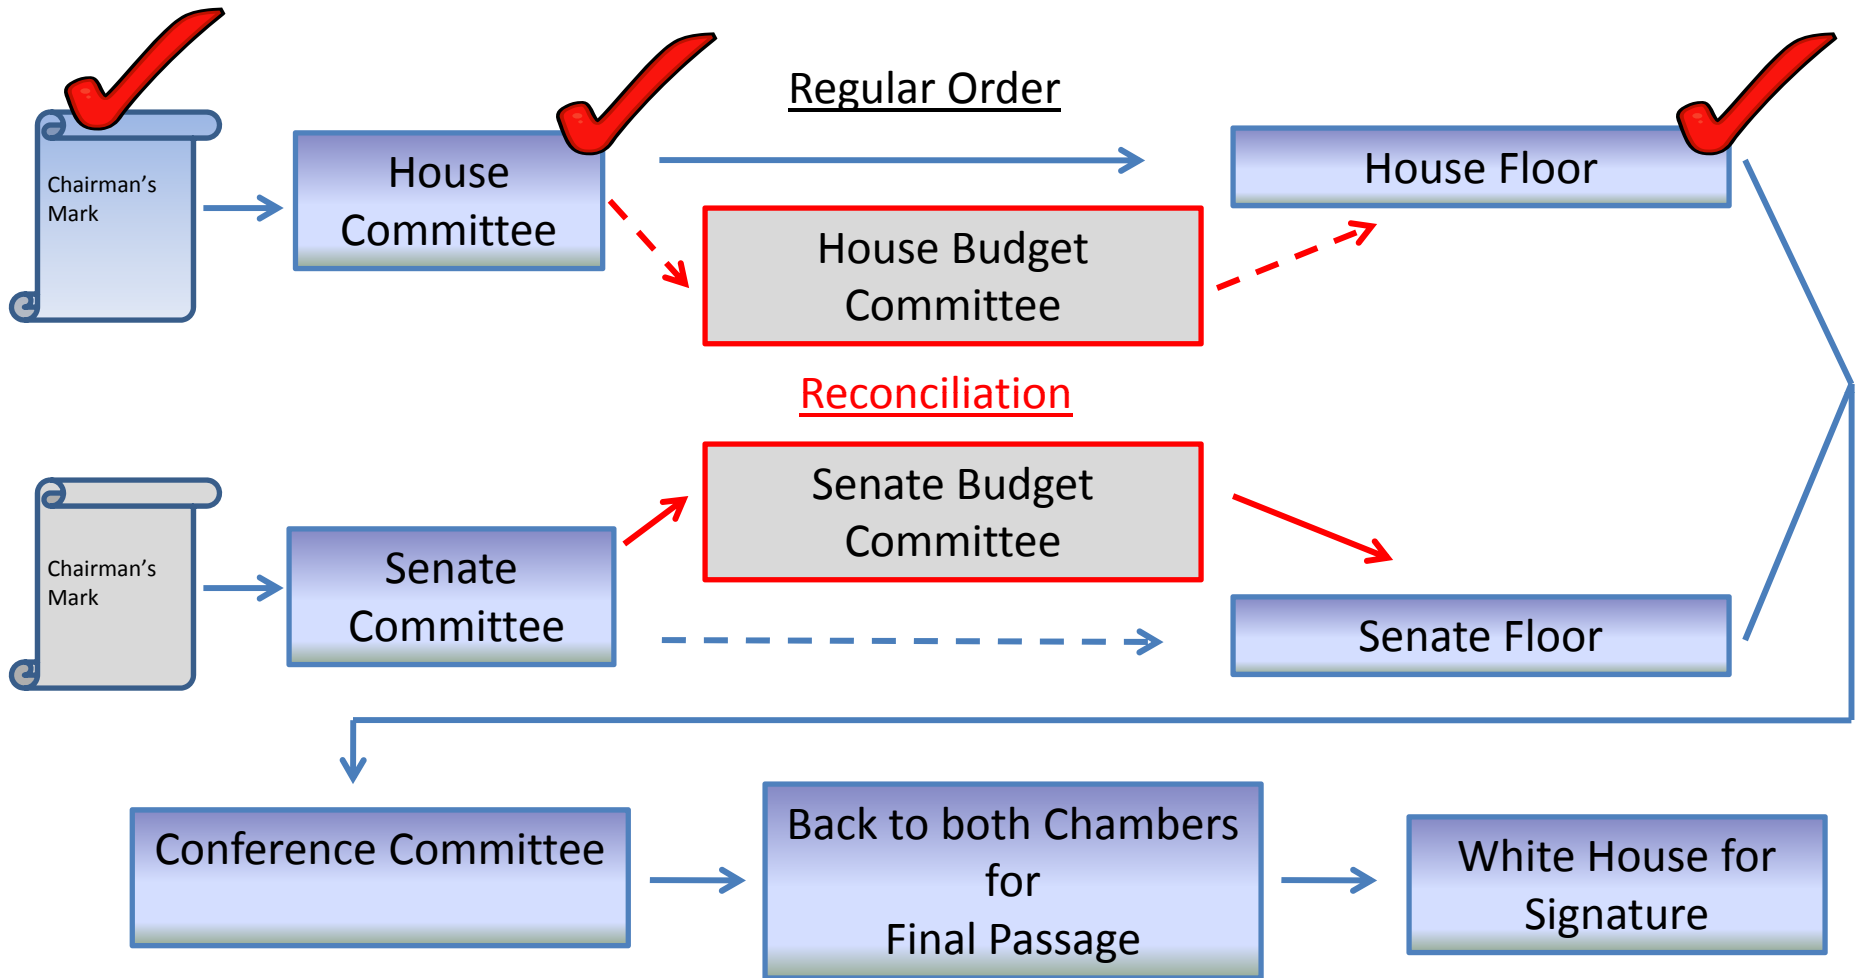 Regular Order
Chairman's
Mark
House
Committee
House Floor
House Budget
Committee
Reconciliation
Senate Budget
Committee
Chairman's
Mark
Senate
Committee
Senate Floor
Conference Committee
Back to both Chambers
for
Final Passage
White House for
Signature